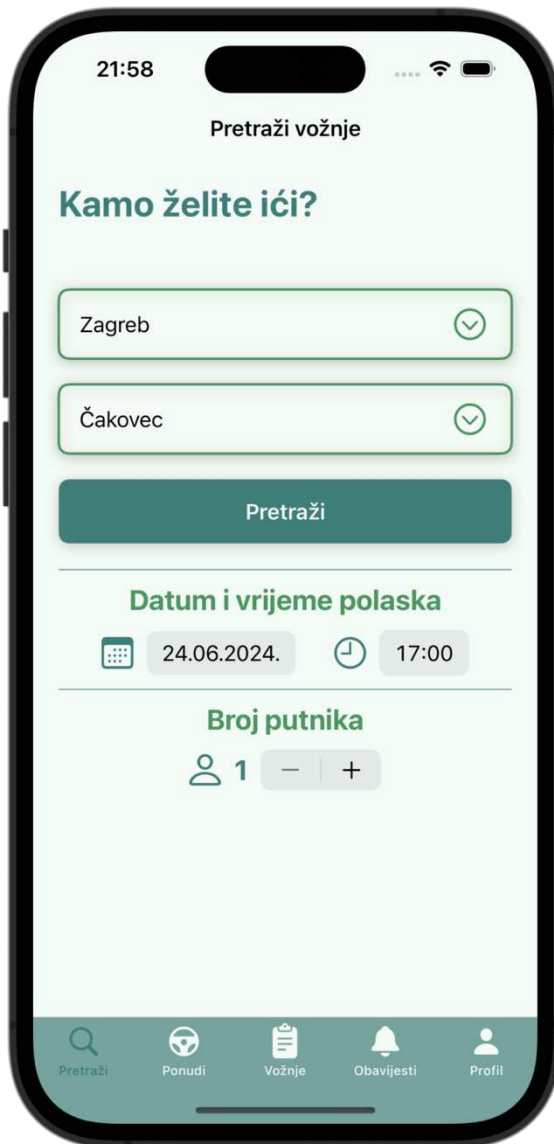 21:58
Pretraži vožnje
Kamo želite ići?
Zagreb
Čakovec
Pretraži
Datum i vrijeme polaska
24.06.2024. 17:00
Broj putnika
1 − +
Pretraži Ponudi Vožnje Obavijesti Profil